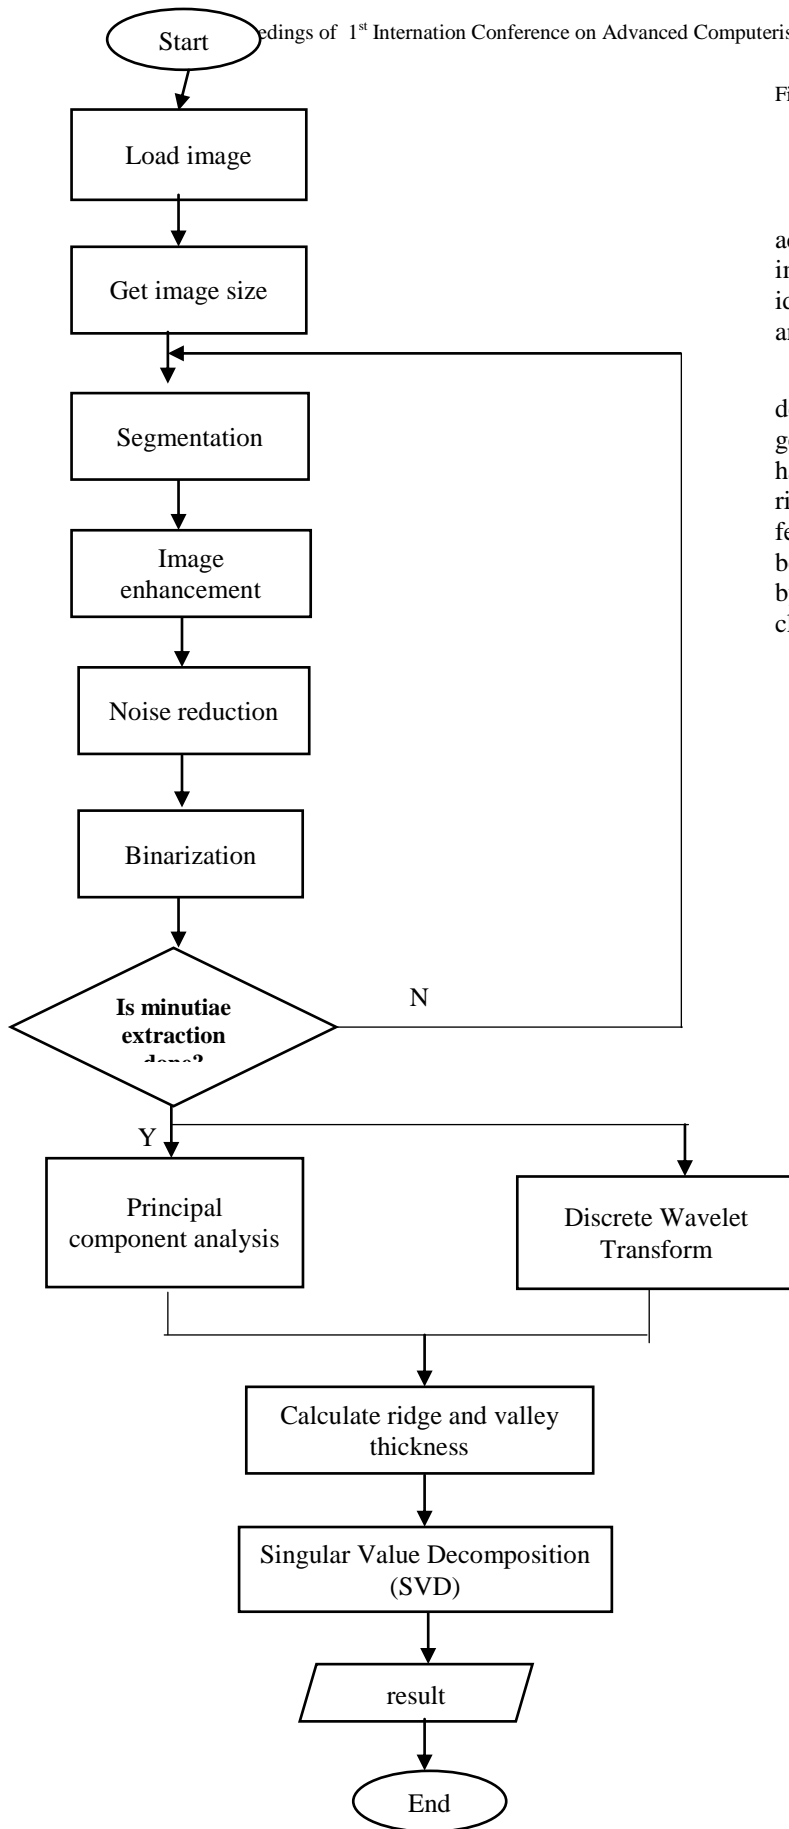 Start
edings of 1st Internation Conference on Advanced Computeris
Load image
Get image size
Segmentation
Image
enhancement
Noise reduction
Binarization
Is minutiae
extraction
done?
N
Y
Principal
component analysis
Discrete Wavelet
Transform
Calculate ridge and valley
thickness
Singular Value Decomposition
(SVD)
result
End